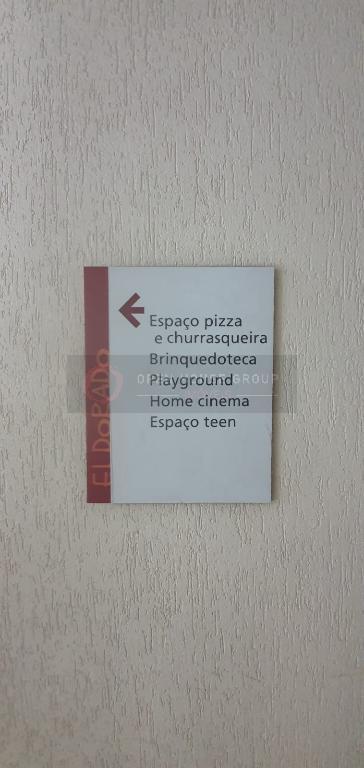 Espaço pizza
e churrasqueira
Brinquedoteca
Playground
Home cinema
Espaço teen
ELDORADO